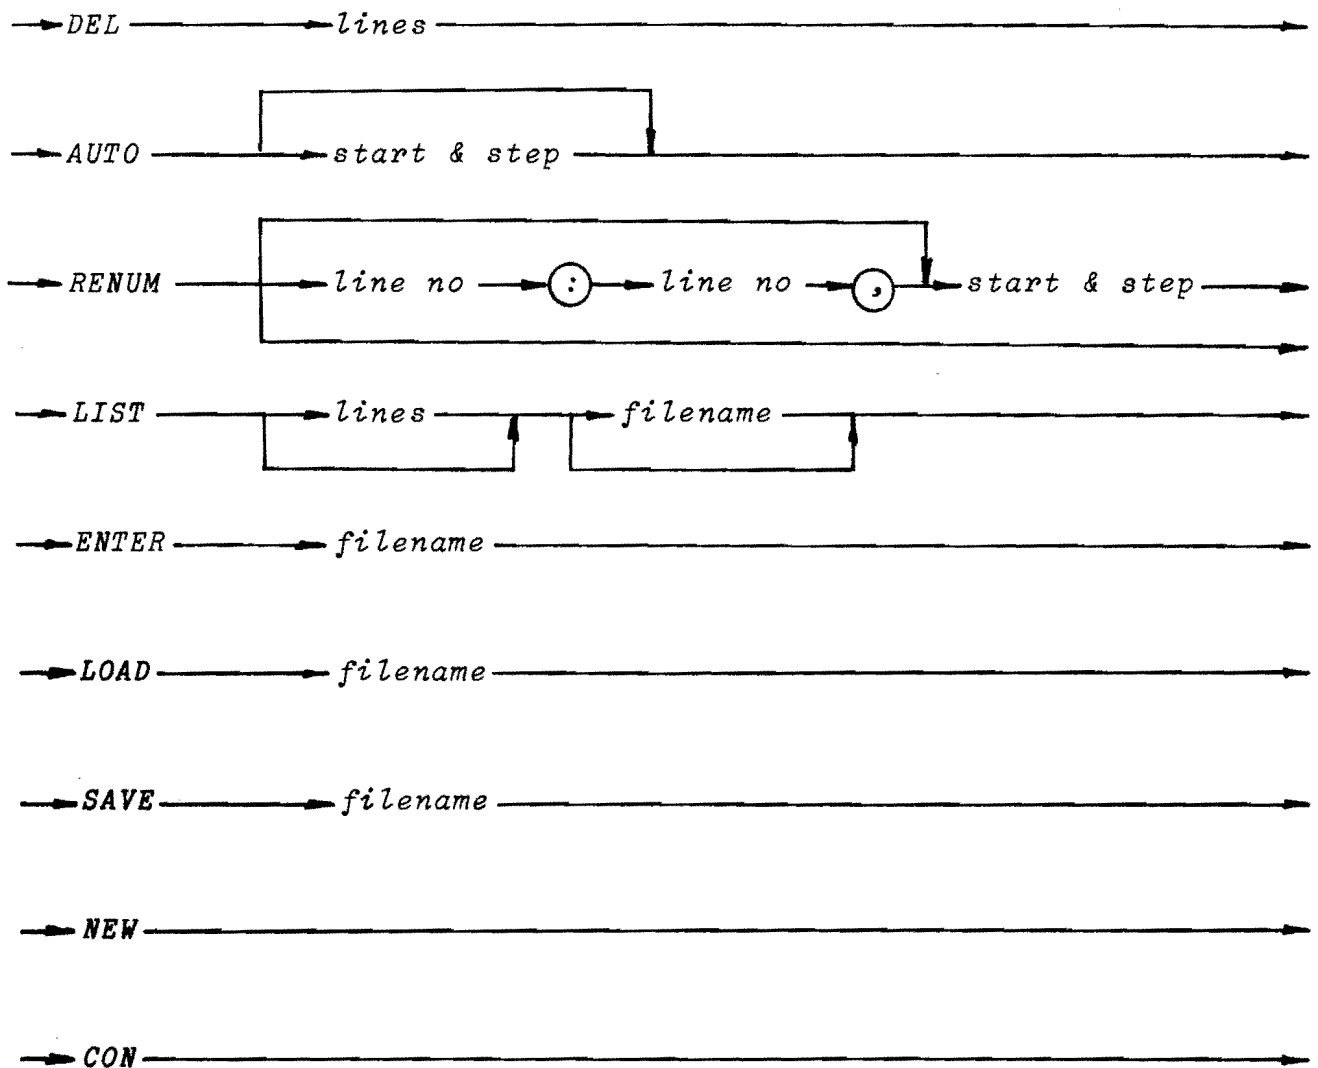 DEL lines
AUTO start & step
RENUM line no : line no , start & step
LIST lines filename
ENTER filename
LOAD filename
SAVE filename
NEW
CON